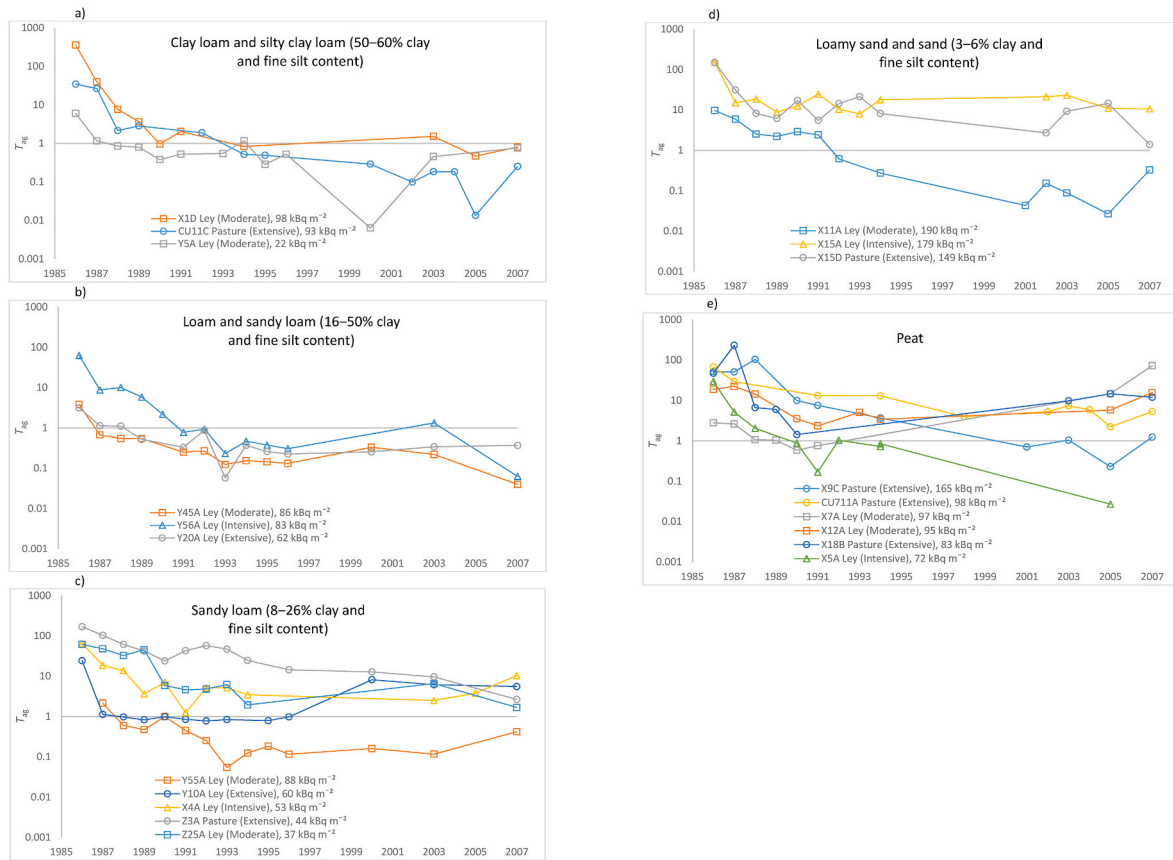 a)
Clay loam and silty clay loam (50–60% clay
and fine silt content)
1000
100
10
1
0.1
0.01
0.001
Tag
X1D Ley (Moderate), 98 kBq m⁻²
CU11C Pasture (Extensive), 93 kBq m⁻²
Y5A Ley (Moderate), 22 kBq m⁻²
1985 1987 1989 1991 1993 1995 1997 1999 2001 2003 2005 2007
b)
Loam and sandy loam (16–50% clay
and fine silt content)
1000
100
10
1
0.1
0.01
0.001
Tag
Y45A Ley (Moderate), 86 kBq m⁻²
Y56A Ley (Intensive), 83 kBq m⁻²
Y20A Ley (Extensive), 62 kBq m⁻²
1985 1987 1989 1991 1993 1995 1997 1999 2001 2003 2005 2007
c)
Sandy loam (8–26% clay and
fine silt content)
1000
100
10
1
0.1
0.01
0.001
Tag
Y55A Ley (Moderate), 88 kBq m⁻²
Y10A Ley (Extensive), 60 kBq m⁻²
X4A Ley (Intensive), 53 kBq m⁻²
Z3A Pasture (Extensive), 44 kBq m⁻²
Z25A Ley (Moderate), 37 kBq m⁻²
1985 1987 1989 1991 1993 1995 1997 1999 2001 2003 2005 2007
d)
Loamy sand and sand (3–6% clay and
fine silt content)
1000
100
10
1
0.1
0.01
0.001
Tag
X11A Ley (Moderate), 190 kBq m⁻²
X15A Ley (Intensive), 179 kBq m⁻²
X15D Pasture (Extensive), 149 kBq m⁻²
1985 1987 1989 1991 1993 1995 1997 1999 2001 2003 2005 2007
e)
Peat
1000
100
10
1
0.1
0.01
0.001
Tag
X9C Pasture (Extensive), 165 kBq m⁻²
CU711A Pasture (Extensive), 98 kBq m⁻²
X7A Ley (Moderate), 97 kBq m⁻²
X12A Ley (Moderate), 95 kBq m⁻²
X18B Pasture (Extensive), 83 kBq m⁻²
X5A Ley (Intensive), 72 kBq m⁻²
1985 1987 1989 1991 1993 1995 1997 1999 2001 2003 2005 2007